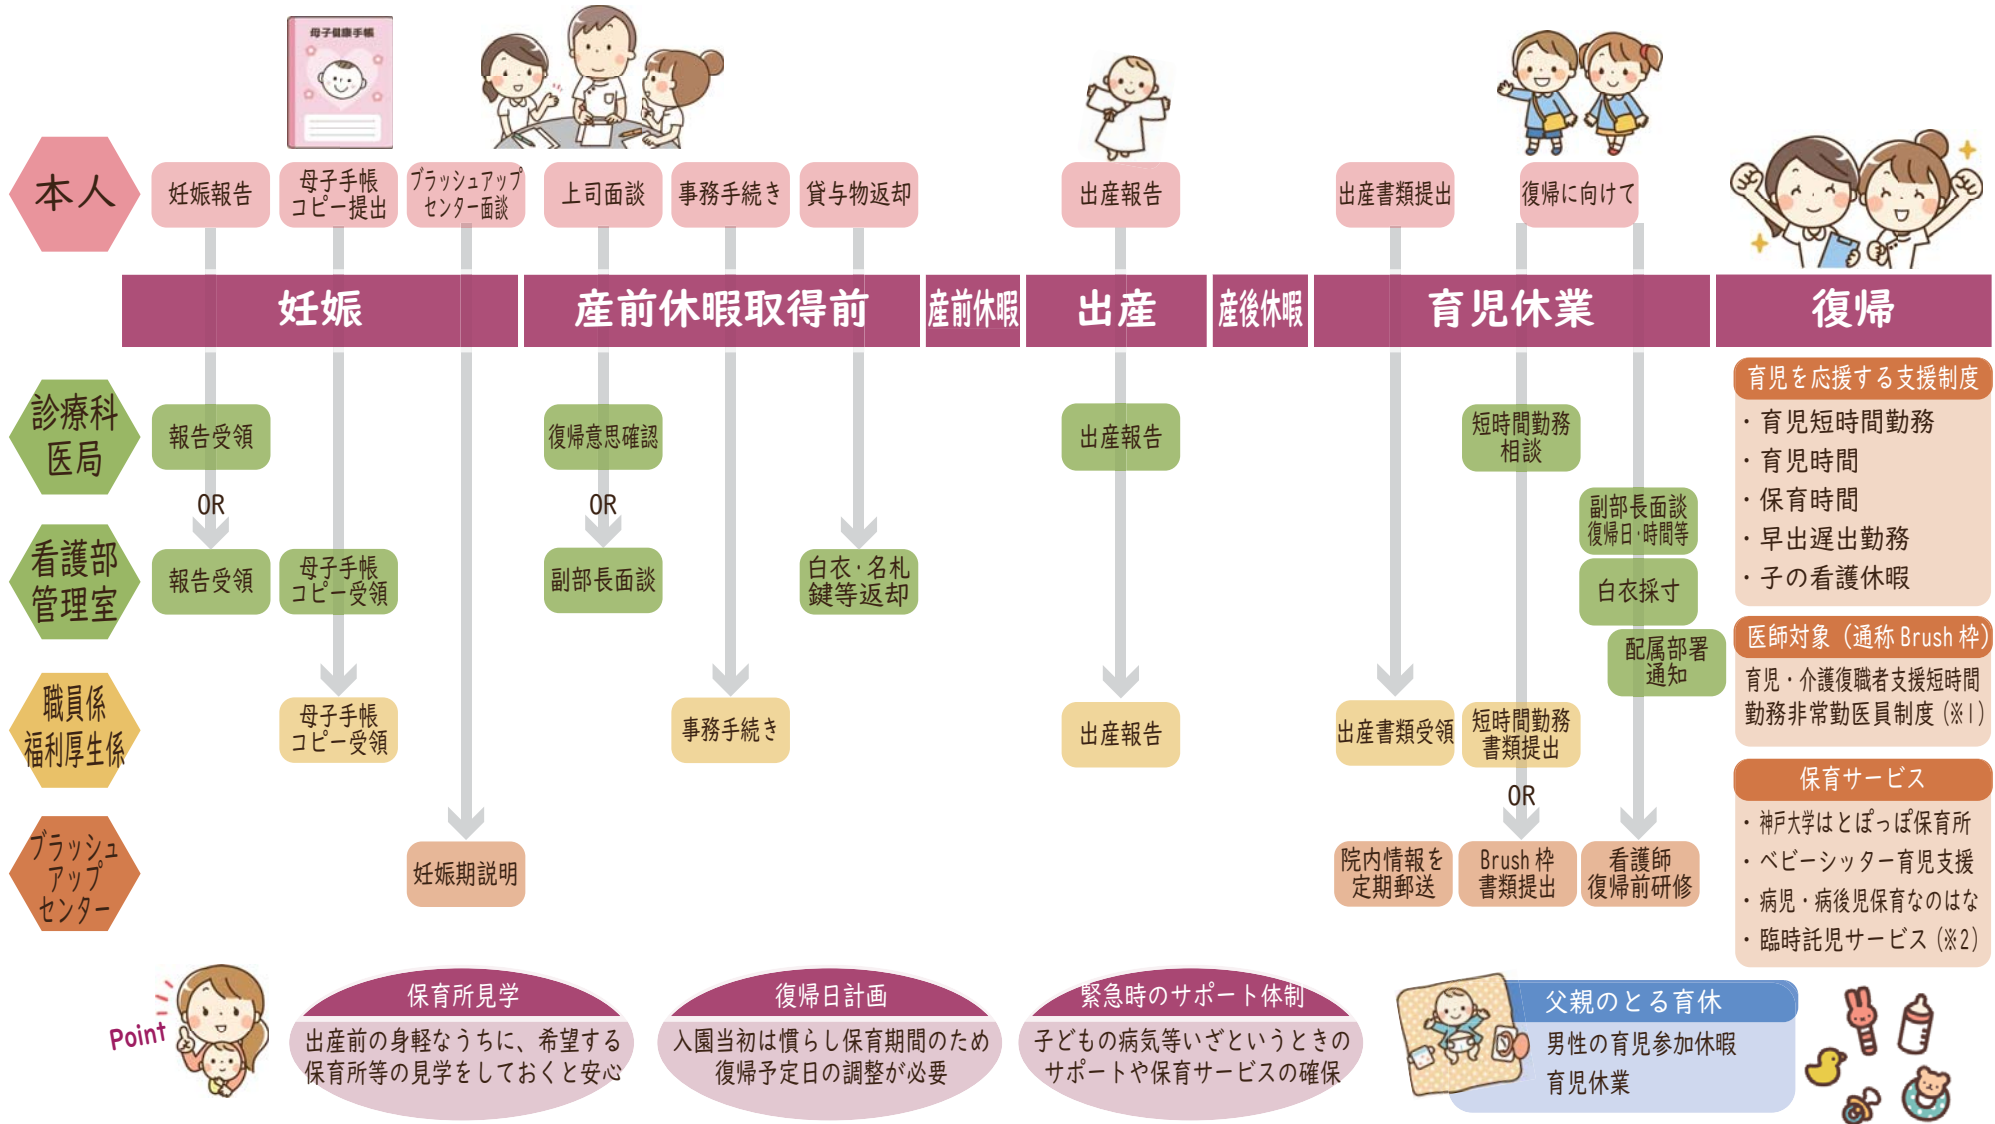 母子健康手帳
本人
妊娠報告
母子手帳
コピー提出
ブラッシュアップ
センター面談
上司面談
事務手続き
貸与物返却
出産報告
出産書類提出
復帰に向けて
妊娠
産前休暇取得前
産前休暇
出産
産後休暇
育児休業
復帰
診療科
医局
報告受領
復帰意思確認
出産報告
短時間勤務
相談
OR
OR
看護部
管理室
報告受領
母子手帳
コピー受領
副部長面談
白衣・名札
鍵等返却
副部長面談
復帰日・時間等
白衣採寸
配属部署
通知
職員係
福利厚生係
母子手帳
コピー受領
事務手続き
出産報告
出産書類受領
短時間勤務
書類提出
OR
ブラッシュ
アップ
センター
妊娠期説明
院内情報を
定期郵送
Brush 枠
書類提出
看護師
復帰前研修
育児を応援する支援制度
・育児短時間勤務
・育児時間
・保育時間
・早出遅出勤務
・子の看護休暇
医師対象（通称 Brush 枠）
育児・介護復職者支援短時間
勤務非常勤医員制度（※1）
保育サービス
・神戸大学はとぽっぽ保育所
・ベビーシッター育児支援
・病児・病後児保育なのはな
・臨時託児サービス（※2）
Point
保育所見学
出産前の身軽なうちに、希望する
保育所等の見学をしておくと安心
復帰日計画
入園当初は慣らし保育期間のため
復帰予定日の調整が必要
緊急時のサポート体制
子どもの病気等いざというときの
サポートや保育サービスの確保
父親のとる育休
男性の育児参加休暇
育児休業